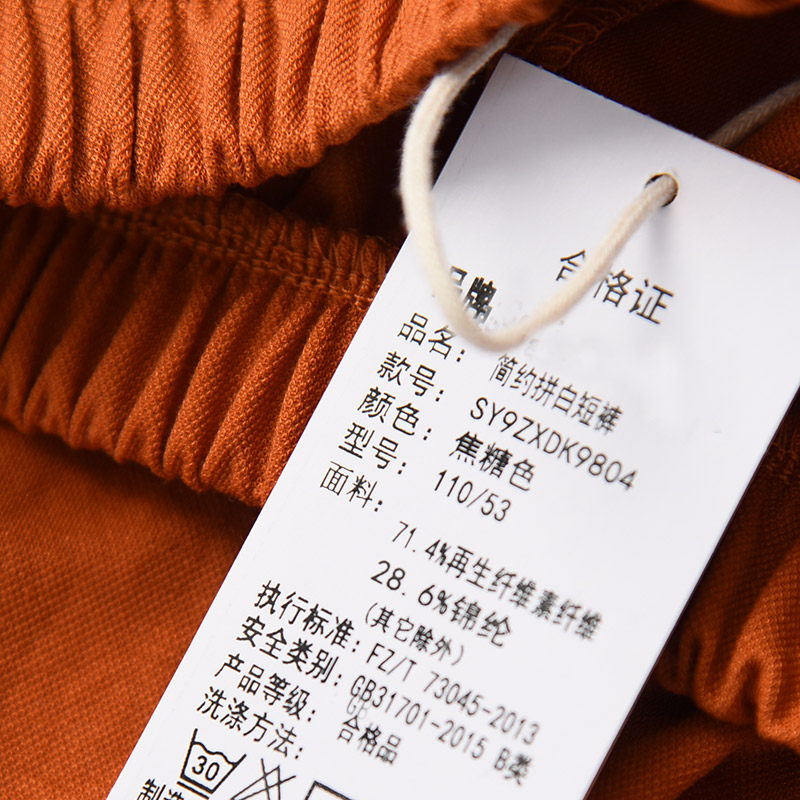 合格证
品牌
品名：简约拼白短裤
款号：SY9ZXDK9804
颜色：焦糖色
型号：110/53
面料：
71.4%再生纤维素纤维
28.6%锦纶
(其它除外)
执行标准：FZ/T 73045-2013
安全类别：GB31701-2015 B类
产品等级：合格品
洗涤方法：
30
制造